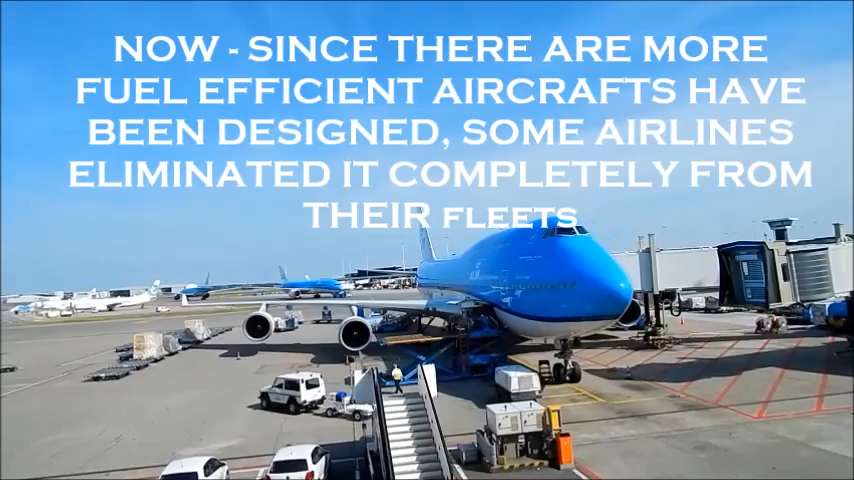 NOW - SINCE THERE ARE MORE
FUEL EFFICIENT AIRCRAFTS HAVE
BEEN DESIGNED, SOME AIRLINES
ELIMINATED IT COMPLETELY FROM
THEIR FLEETS